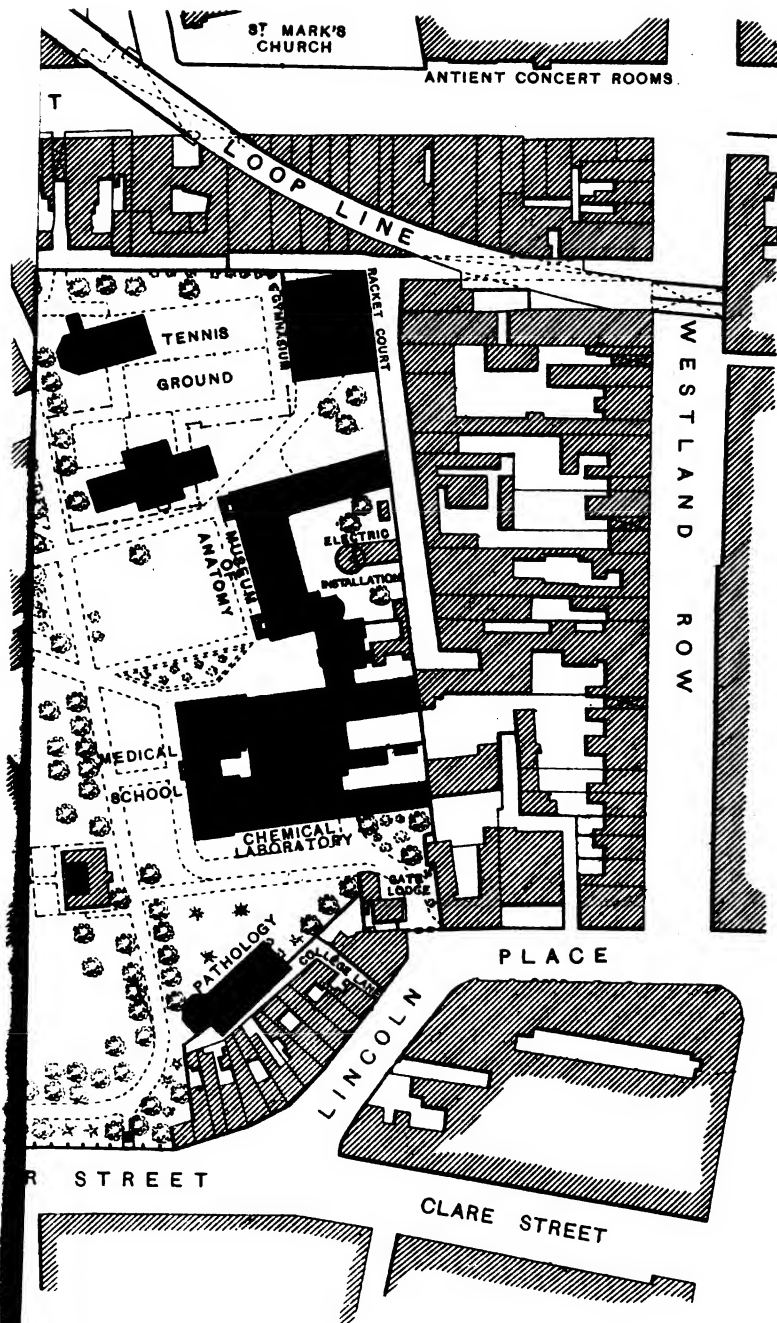 ST MARK'S
CHURCH
ANTIENT CONCERT ROOMS.
T
LOOP LINE
GYMNASIUM
RACKET COURT
TENNIS
GROUND
WESTLAND ROW
MUSEUM
OF
ANATOMY
ELECTRIC
INSTALLATION
MEDICAL
SCHOOL
CHEMICAL
LABORATORY
GATE
LODGE
PATHOLOGY
COLLEGE LAND
PLACE
LINCOLN
R STREET
CLARE STREET